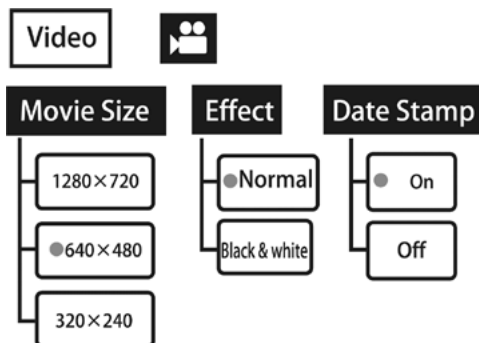 Video
Movie Size
Effect
Date Stamp
1280×720
Normal
On
640×480
Black & white
Off
320×240